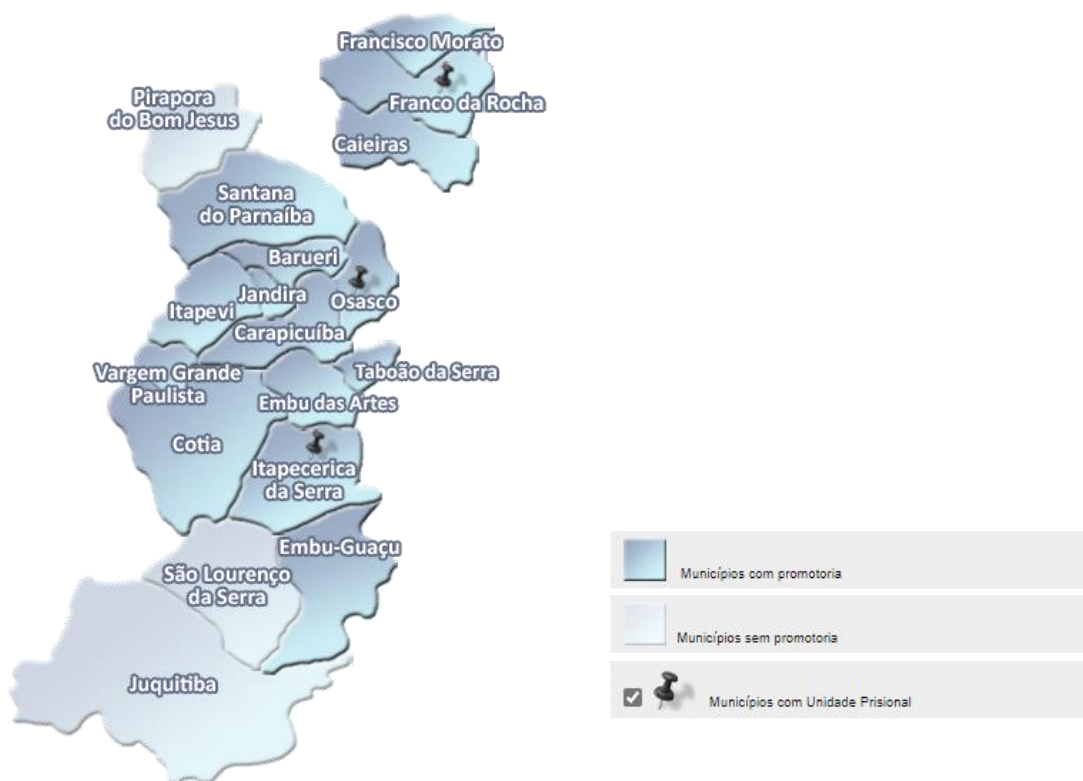 Francisco Morato
Franco da Rocha
Caieiras
Pirapora
do Bom Jesus
Santana
do Parnaíba
Barueri
Jandira
Osasco
Itapevi
Carapicuíba
Vargem Grande
Paulista
Taboão da Serra
Embu das Artes
Cotia
Itapecerica
da Serra
Embu-Guaçu
São Lourenço
da Serra
Juquitiba
Municípios com promotoria
Municípios sem promotoria
Municípios com Unidade Prisional